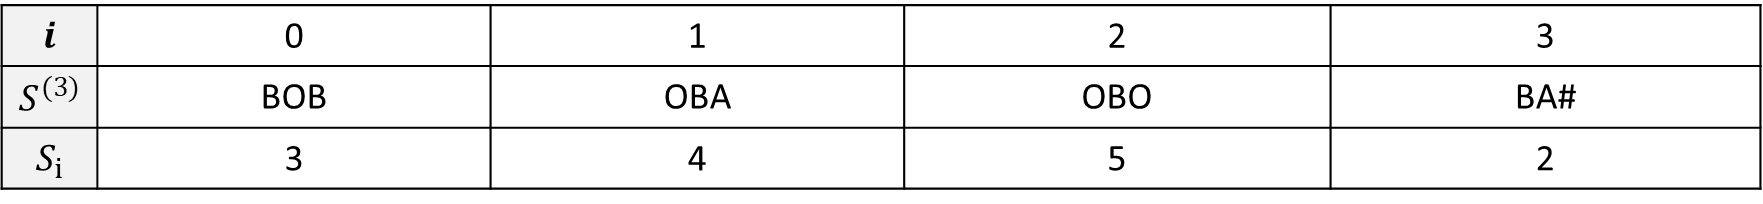 i 0 1 2 3
S^(3) BOB OBA OBO BA#
S_i 3 4 5 2